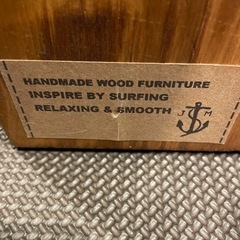 HANDMADE WOOD FURNITURE
INSPIRE BY SURFING
RELAXING & SMOOTH
J M